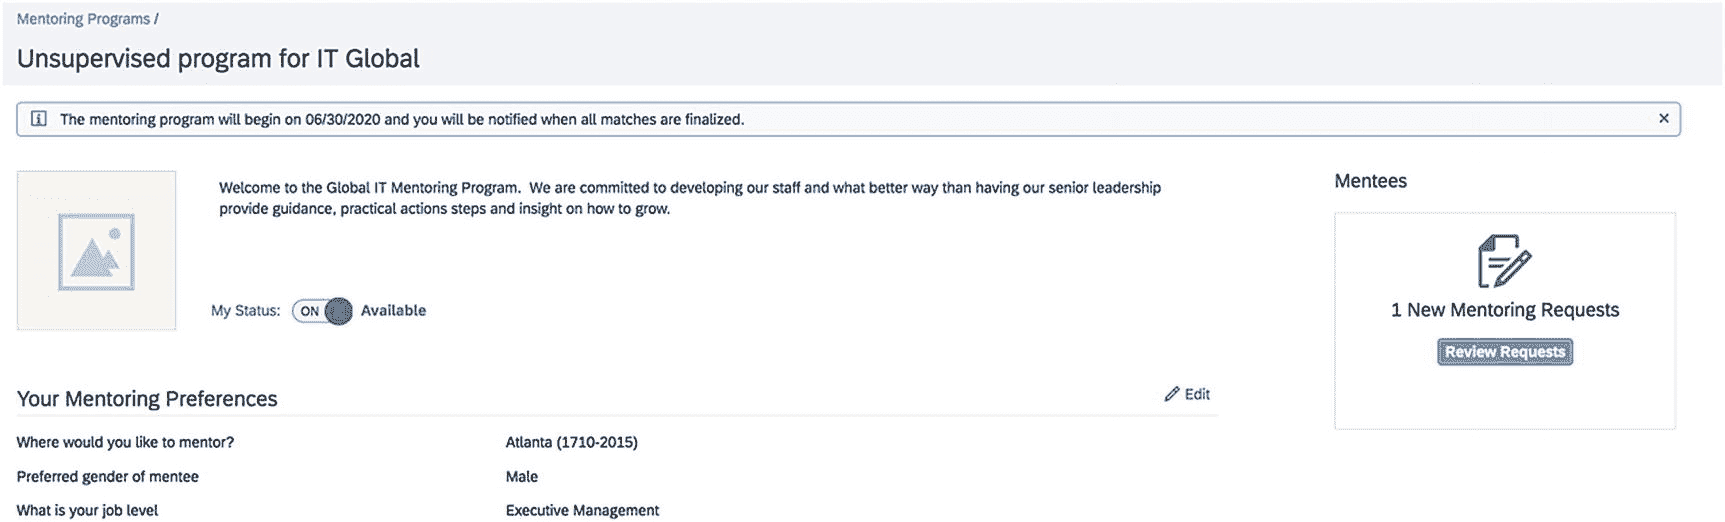 Mentoring Programs /
Unsupervised program for IT Global
The mentoring program will begin on 06/30/2020 and you will be notified when all matches are finalized.
Welcome to the Global IT Mentoring Program. We are committed to developing our staff and what better way than having our senior leadership
provide guidance, practical actions steps and insight on how to grow.
My Status: ON Available
Mentees
1 New Mentoring Requests
Review Requests
Your Mentoring Preferences
Edit
Where would you like to mentor? Atlanta (1710-2015)
Preferred gender of mentee Male
What is your job level Executive Management